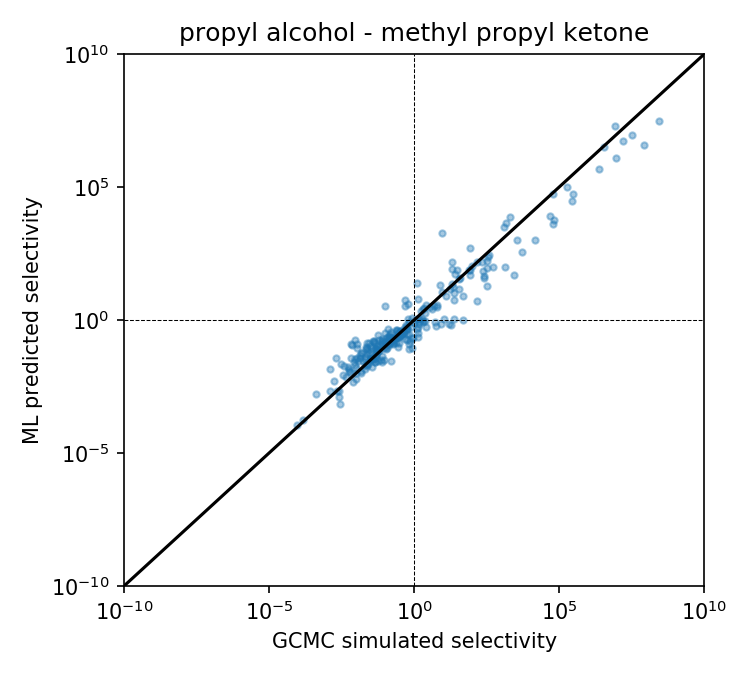 propyl alcohol - methyl propyl ketone
10^10
10^5
10^0
10^-5
10^-10
ML predicted selectivity
10^-10 10^-5 10^0 10^5 10^10
GCMC simulated selectivity